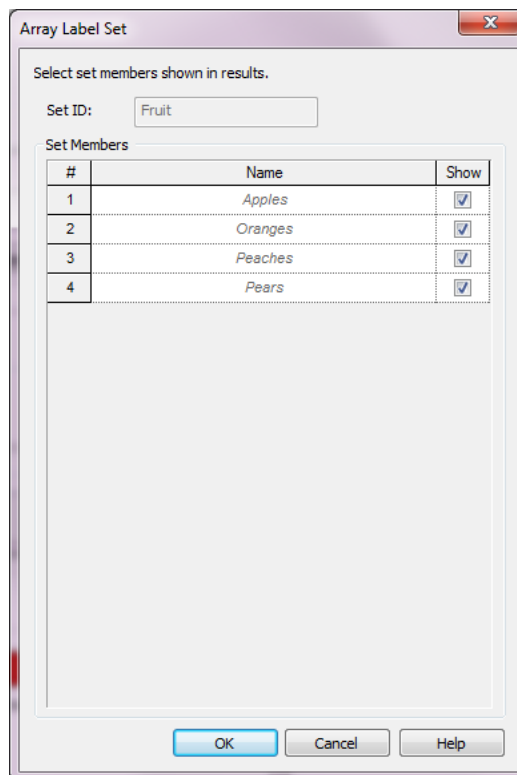 Array Label Set
Select set members shown in results.
Set ID: Fruit
Set Members
# Name Show
1 Apples
2 Oranges
3 Peaches
4 Pears
OK Cancel Help